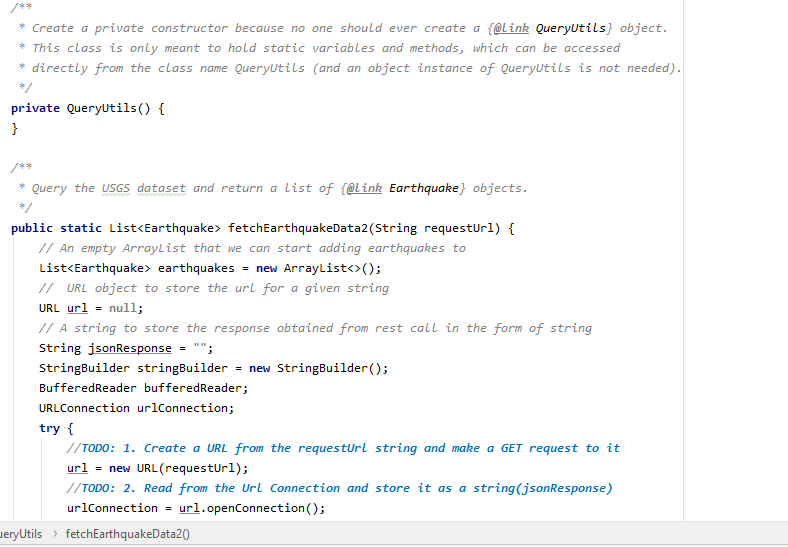 /**
* Create a private constructor because no one should ever create a {@link QueryUtils} object.
* This class is only meant to hold static variables and methods, which can be accessed
* directly from the class name QueryUtils (and an object instance of QueryUtils is not needed).
*/
private QueryUtils() {
}
/**
* Query the USGS dataset and return a list of {@link Earthquake} objects.
*/
public static List<Earthquake> fetchEarthquakeData2(String requestUrl) {
// An empty ArrayList that we can start adding earthquakes to
List<Earthquake> earthquakes = new ArrayList<>();
//  URL object to store the url for a given string
URL url = null;
// A string to store the response obtained from rest call in the form of string
String jsonResponse = "";
StringBuilder stringBuilder = new StringBuilder();
BufferedReader bufferedReader;
URLConnection urlConnection;
try {
//TODO: 1. Create a URL from the requestUrl string and make a GET request to it
url = new URL(requestUrl);
//TODO: 2. Read from the Url Connection and store it as a string(jsonResponse)
urlConnection = url.openConnection();
ueryUtils > fetchEarthquakeData2()